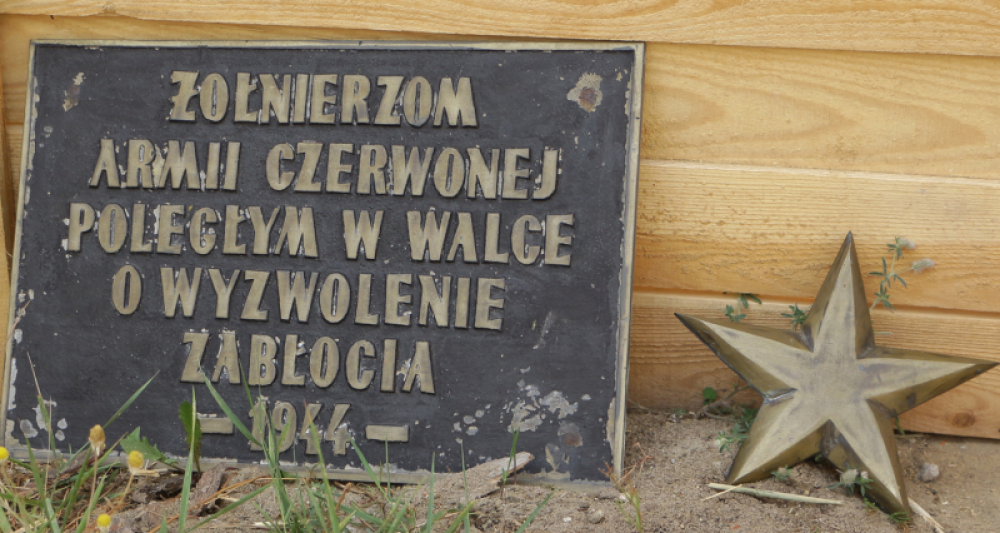 ŻOŁNIERZOM
ARMII CZERWONEJ
POLEGŁYM W WALCE
O WYZWOLENIE
ZABŁOCIA
– 1944 –